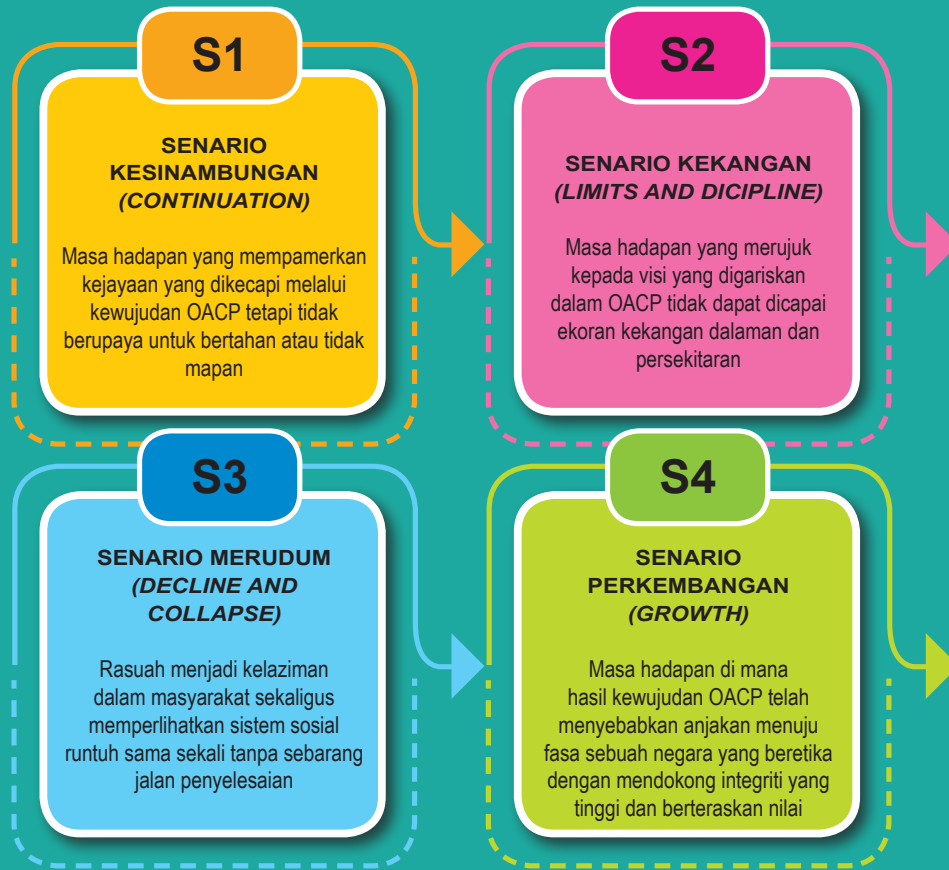 S1
SENARIO
KESINAMBUNGAN
(CONTINUATION)
Masa hadapan yang mempamerkan
kejayaan yang dikecapi melalui
kewujudan OACP tetapi tidak
berupaya untuk bertahan atau tidak
mapan
S2
SENARIO KEKANGAN
(LIMITS AND DICIPLINE)
Masa hadapan yang merujuk
kepada visi yang digariskan
dalam OACP tidak dapat dicapai
ekoran kekangan dalaman dan
persekitaran
S3
SENARIO MERUDUM
(DECLINE AND
COLLAPSE)
Rasuah menjadi kelaziman
dalam masyarakat sekaligus
memperlihatkan sistem sosial
runtuh sama sekali tanpa sebarang
jalan penyelesaian
S4
SENARIO
PERKEMBANGAN
(GROWTH)
Masa hadapan di mana
hasil kewujudan OACP telah
menyebabkan anjakan menuju
fasa sebuah negara yang beretika
dengan mendokong integriti yang
tinggi dan berteraskan nilai